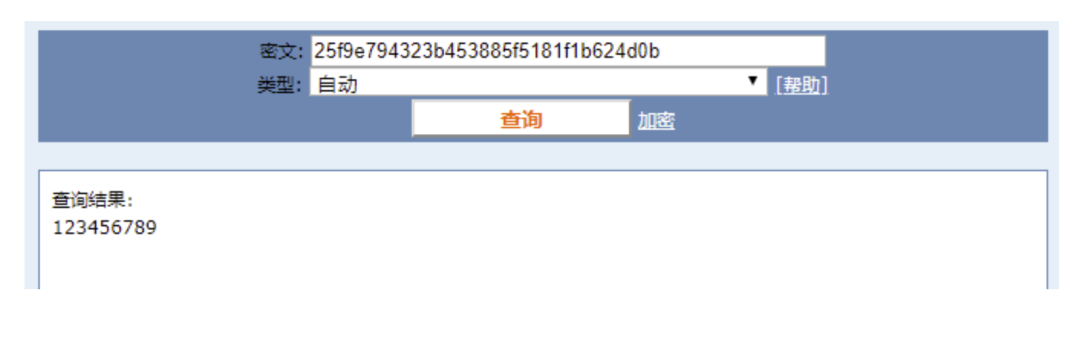 密文: 25f9e794323b453885f5181f1b624d0b
类型: 自动 ▼ [帮助]
查询 加密
查询结果:
123456789